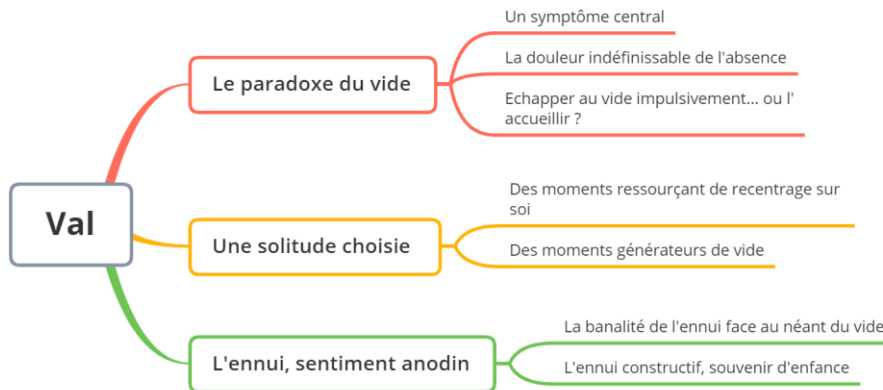 Val
Le paradoxe du vide
Un symptôme central
La douleur indéfinissable de l'absence
Echapper au vide impulsivement... ou l'
accueillir ?
Une solitude choisie
Des moments ressourçant de recentrage sur
soi
Des moments générateurs de vide
L'ennui, sentiment anodin
La banalité de l'ennui face au néant du vide
L'ennui constructif, souvenir d'enfance